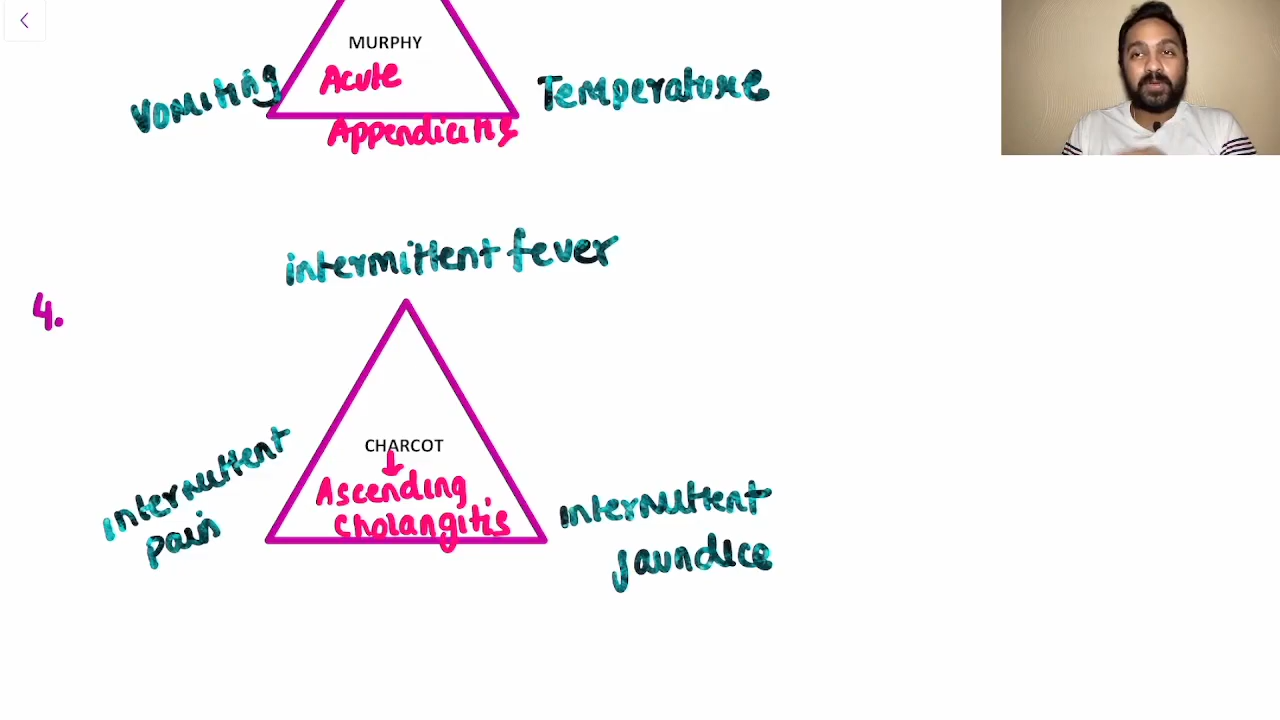 MURPHY
Acute
Vomiting
Temperature
Appendicitis
intermittent fever
4.
CHARCOT
Ascending
Cholangitis
intermittent
pain
intermittent
jaundice